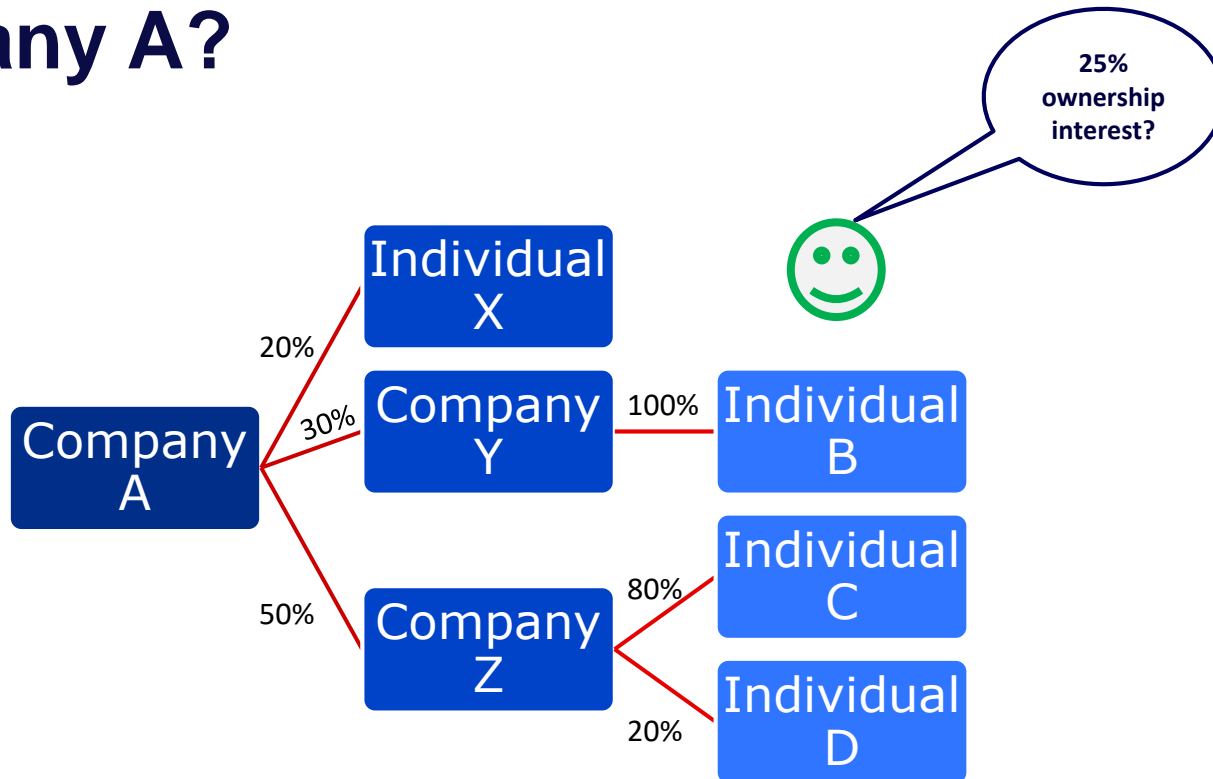 any A?
25%
ownership
interest?
Individual
X
20%
Company
Y
30%
100%
Individual
B
Company
A
Individual
C
80%
50%
Company
Z
Individual
D
20%